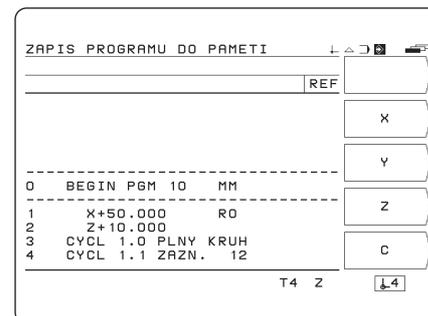 ZAPIS PROGRAMU DO PAMETI
REF
X
Y
0 BEGIN PGM 10 MM
Z
1 X+50.000 R0
2 Z+10.000
3 CYCL 1.0 PLNY KRUH
4 CYCL 1.1 ZAZN. 12
C
T4 Z
4